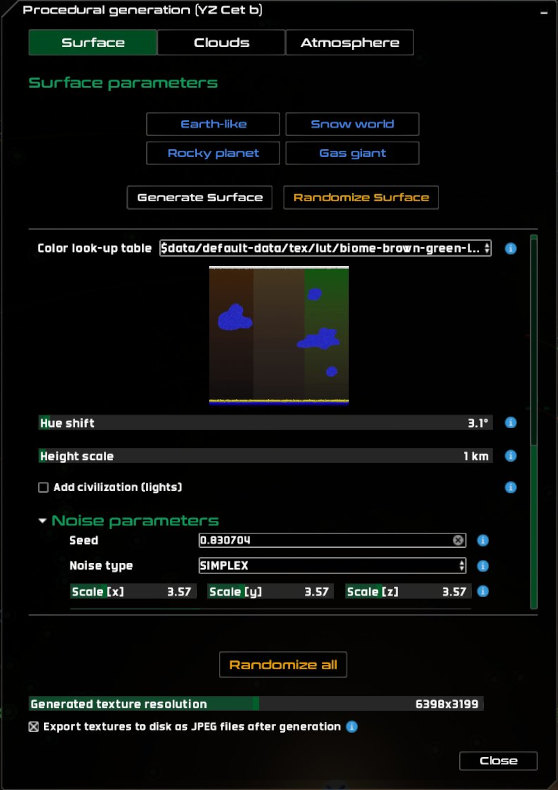 Procedural generation (YZ Cet b)
Surface Clouds Atmosphere
Surface parameters
Earth-like Snow world
Rocky planet Gas giant
Generate Surface Randomize Surface
Color look-up table $data/default-data/tex/lut/biome-brown-green-l...
Hue shift 3.1°
Height scale 1 km
Add civilization (lights)
Noise parameters
Seed 0.830704
Noise type SIMPLEX
Scale [x] 3.57 Scale [y] 3.57 Scale [z] 3.57
Randomize all
Generated texture resolution 6398x3199
Export textures to disk as JPEG files after generation
Close